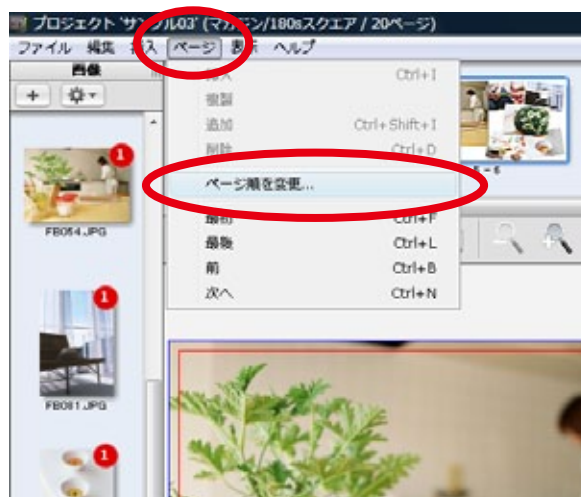 プロジェクト 'サンプル03' (マガジン/180sスクエア / 20ページ)
ファイル 編集 挿入 ページ 表示 ヘルプ
画像
挿入 Ctrl+I
複製
追加 Ctrl+Shift+I
削除 Ctrl+D
ページ順を変更...
最初 Ctrl+F
最後 Ctrl+L
前 Ctrl+B
次へ Ctrl+N
5 - 6
1
FB054.JPG
1
FB081.JPG
1